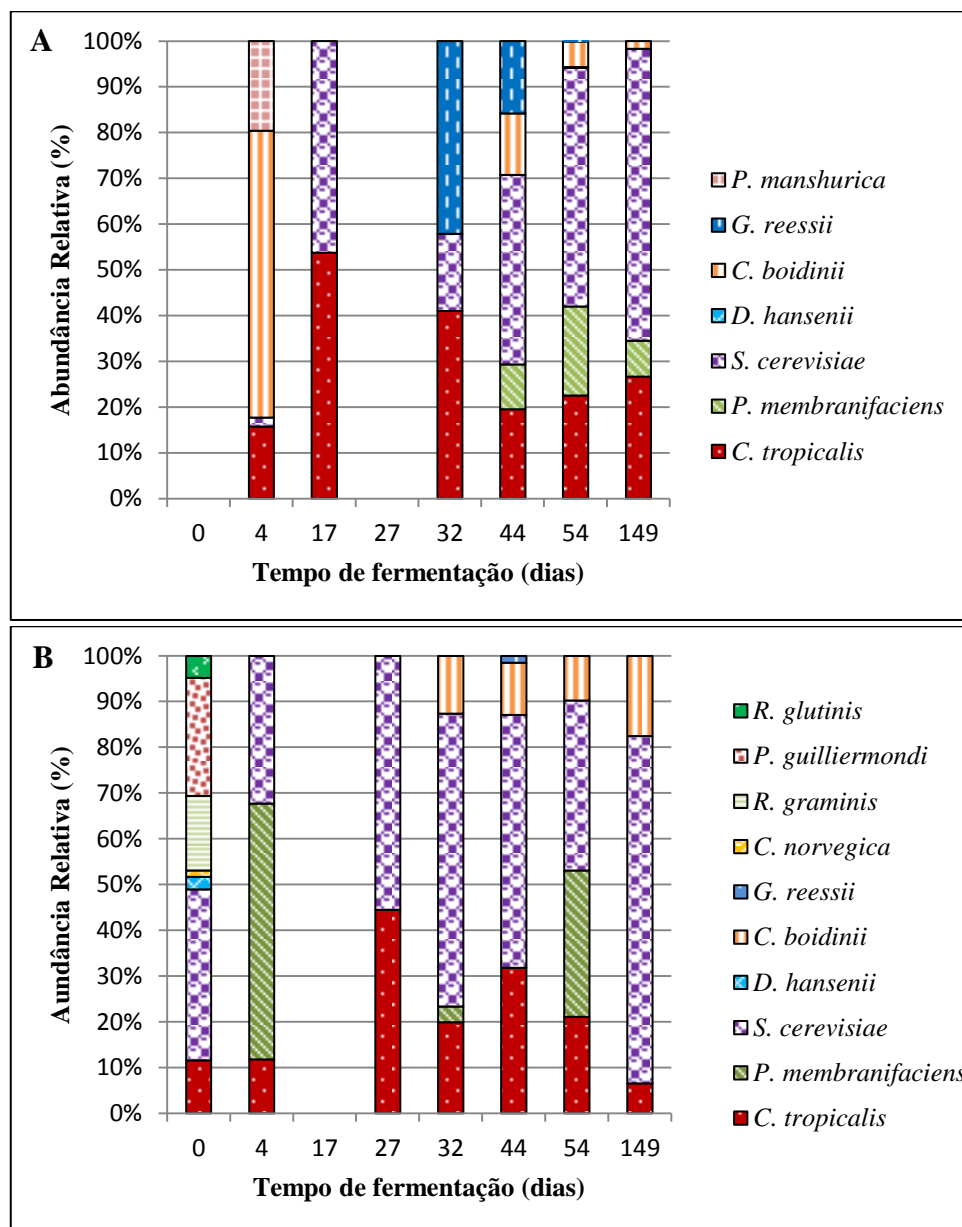 A
100%
90%
80%
70%
60%
50%
40%
30%
20%
10%
0%
Abundância Relativa (%)
0 4 17 27 32 44 54 149
Tempo de fermentação (dias)
P. manshurica
G. reessii
C. boidinii
D. hansenii
S. cerevisiae
P. membranifaciens
C. tropicalis
B
100%
90%
80%
70%
60%
50%
40%
30%
20%
10%
0%
Aundância Relativa (%)
0 4 17 27 32 44 54 149
Tempo de fermentação (dias)
R. glutinis
P. guilliermondi
R. graminis
C. norvegica
G. reessii
C. boidinii
D. hansenii
S. cerevisiae
P. membranifaciens
C. tropicalis